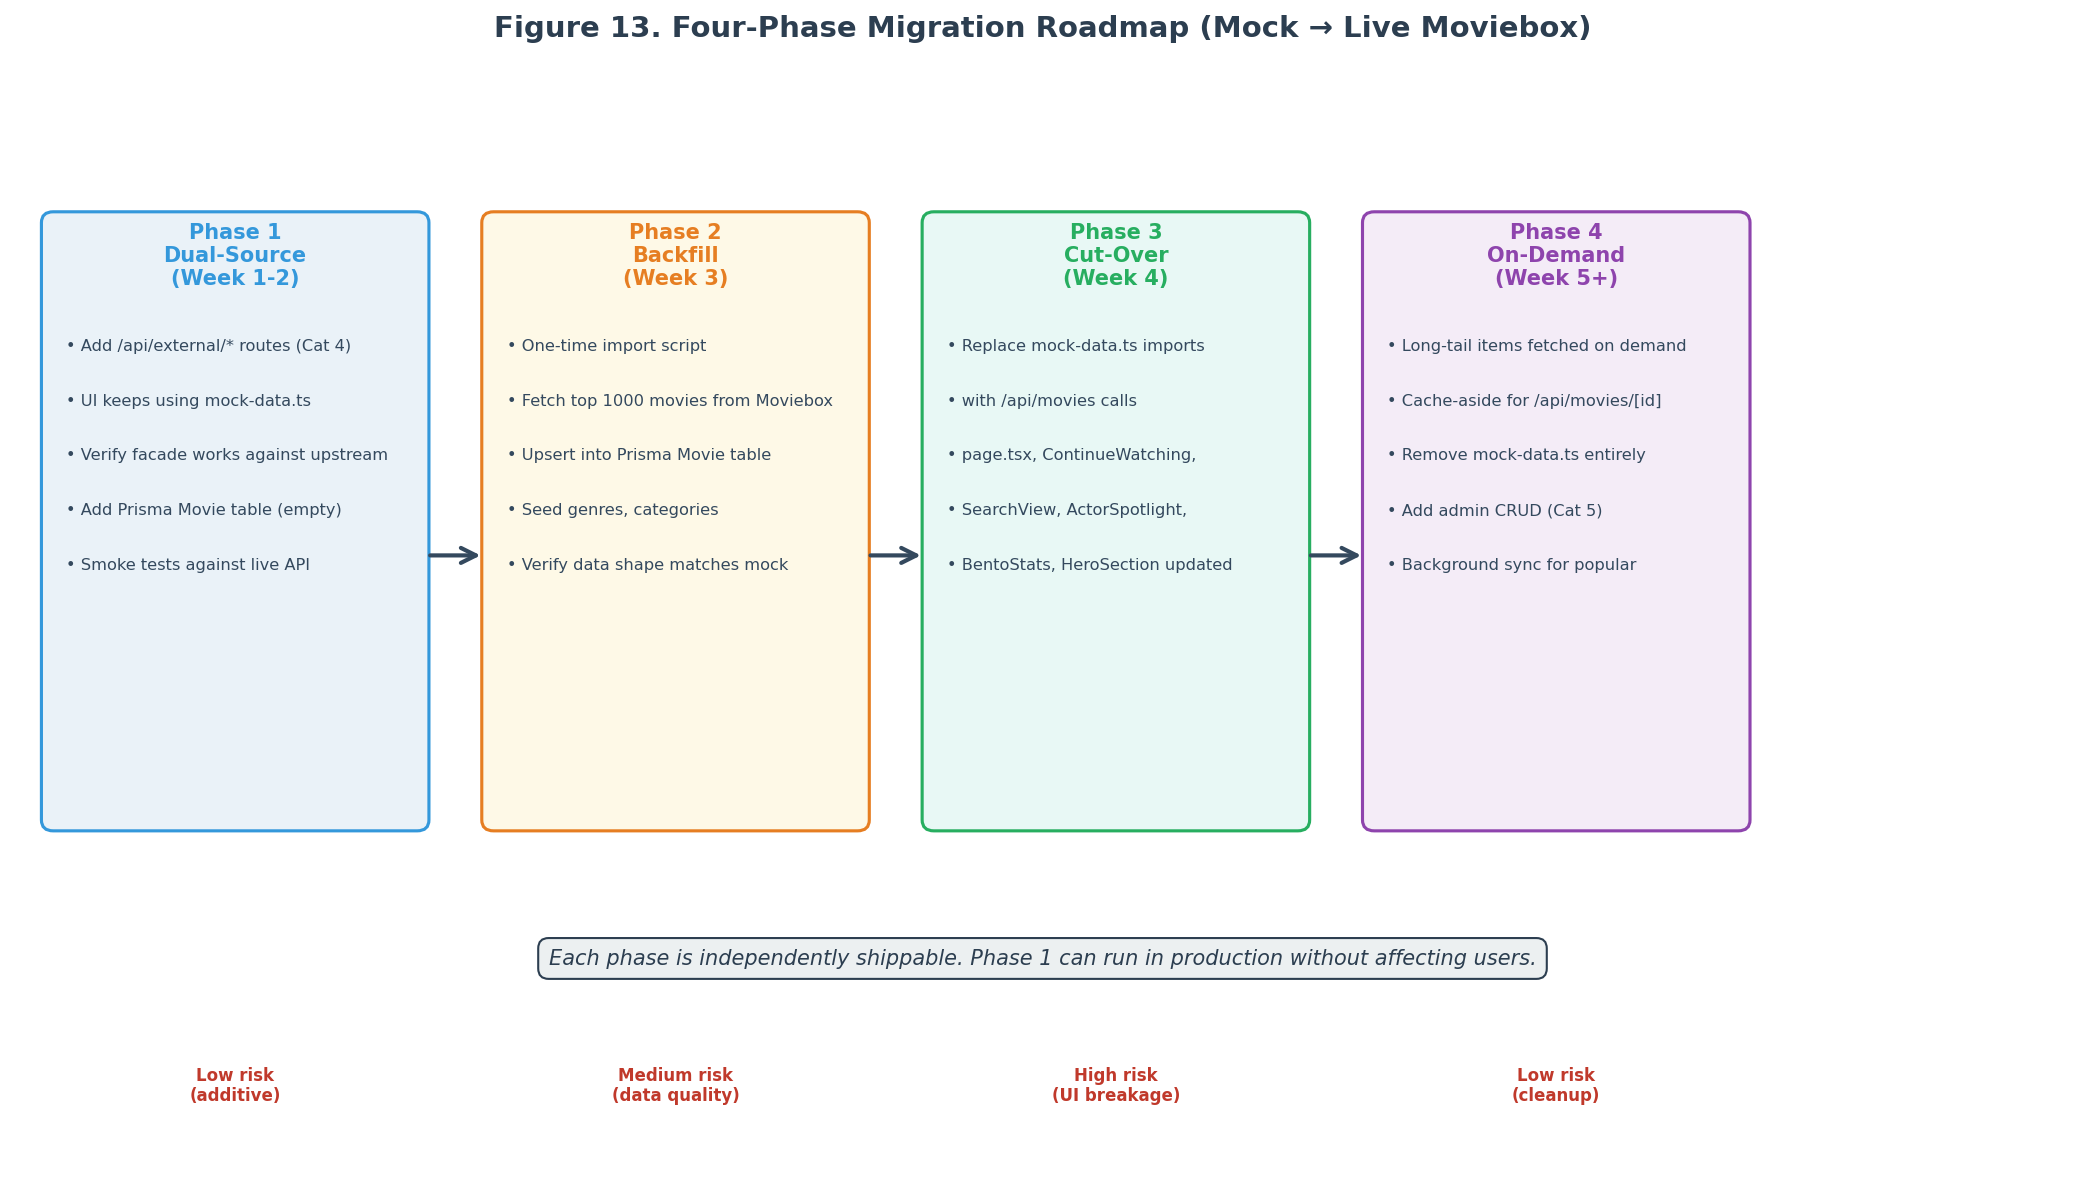 Figure 13. Four-Phase Migration Roadmap (Mock → Live Moviebox)
Phase 1
Dual-Source
(Week 1-2)
• Add /api/external/* routes (Cat 4)
• UI keeps using mock-data.ts
• Verify facade works against upstream
• Add Prisma Movie table (empty)
• Smoke tests against live API
Phase 2
Backfill
(Week 3)
• One-time import script
• Fetch top 1000 movies from Moviebox
• Upsert into Prisma Movie table
• Seed genres, categories
• Verify data shape matches mock
Phase 3
Cut-Over
(Week 4)
• Replace mock-data.ts imports
• with /api/movies calls
• page.tsx, ContinueWatching,
• SearchView, ActorSpotlight,
• BentoStats, HeroSection updated
Phase 4
On-Demand
(Week 5+)
• Long-tail items fetched on demand
• Cache-aside for /api/movies/[id]
• Remove mock-data.ts entirely
• Add admin CRUD (Cat 5)
• Background sync for popular
Each phase is independently shippable. Phase 1 can run in production without affecting users.
Low risk
(additive)
Medium risk
(data quality)
High risk
(UI breakage)
Low risk
(cleanup)